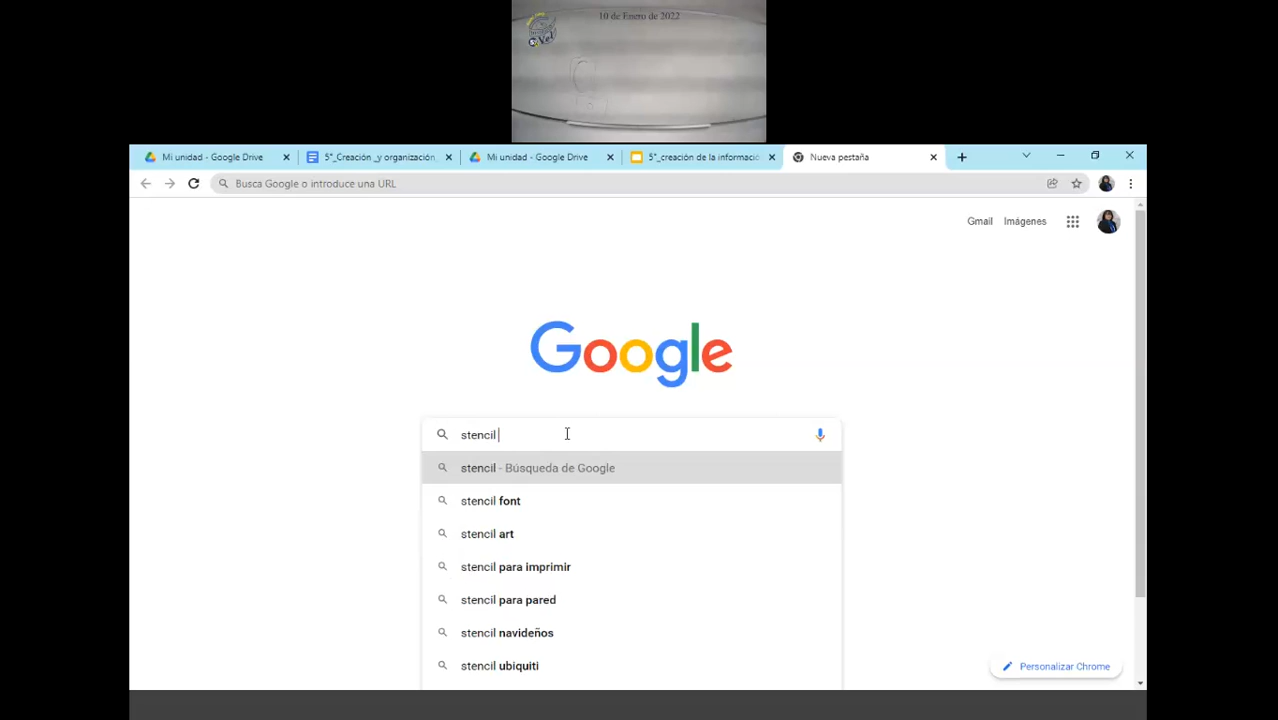 10 de Enero de 2022
Mi unidad - Google Drive
5°_Creación _y organización
Mi unidad - Google Drive
5°_creación de la informació
Nueva pestaña
Busca Google o introduce una URL
Gmail
Imágenes
Google
stencil
stencil - Búsqueda de Google
stencil font
stencil art
stencil para imprimir
stencil para pared
stencil navideños
stencil ubiquiti
Personalizar Chrome